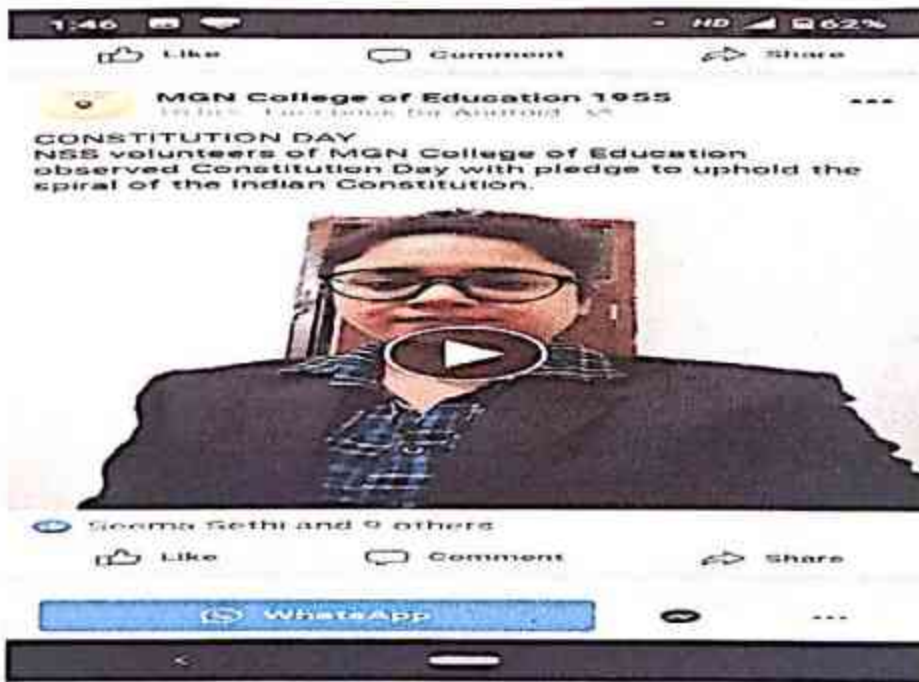 1:46 HD 62%
Like Comment Share
MGN College of Education 1955
CONSTITUTION DAY
NSS volunteers of MGN College of Education
observed Constitution Day with pledge to uphold the
spiral of the Indian Constitution.
Seema Sethi and 9 others
Like Comment Share
WhatsApp